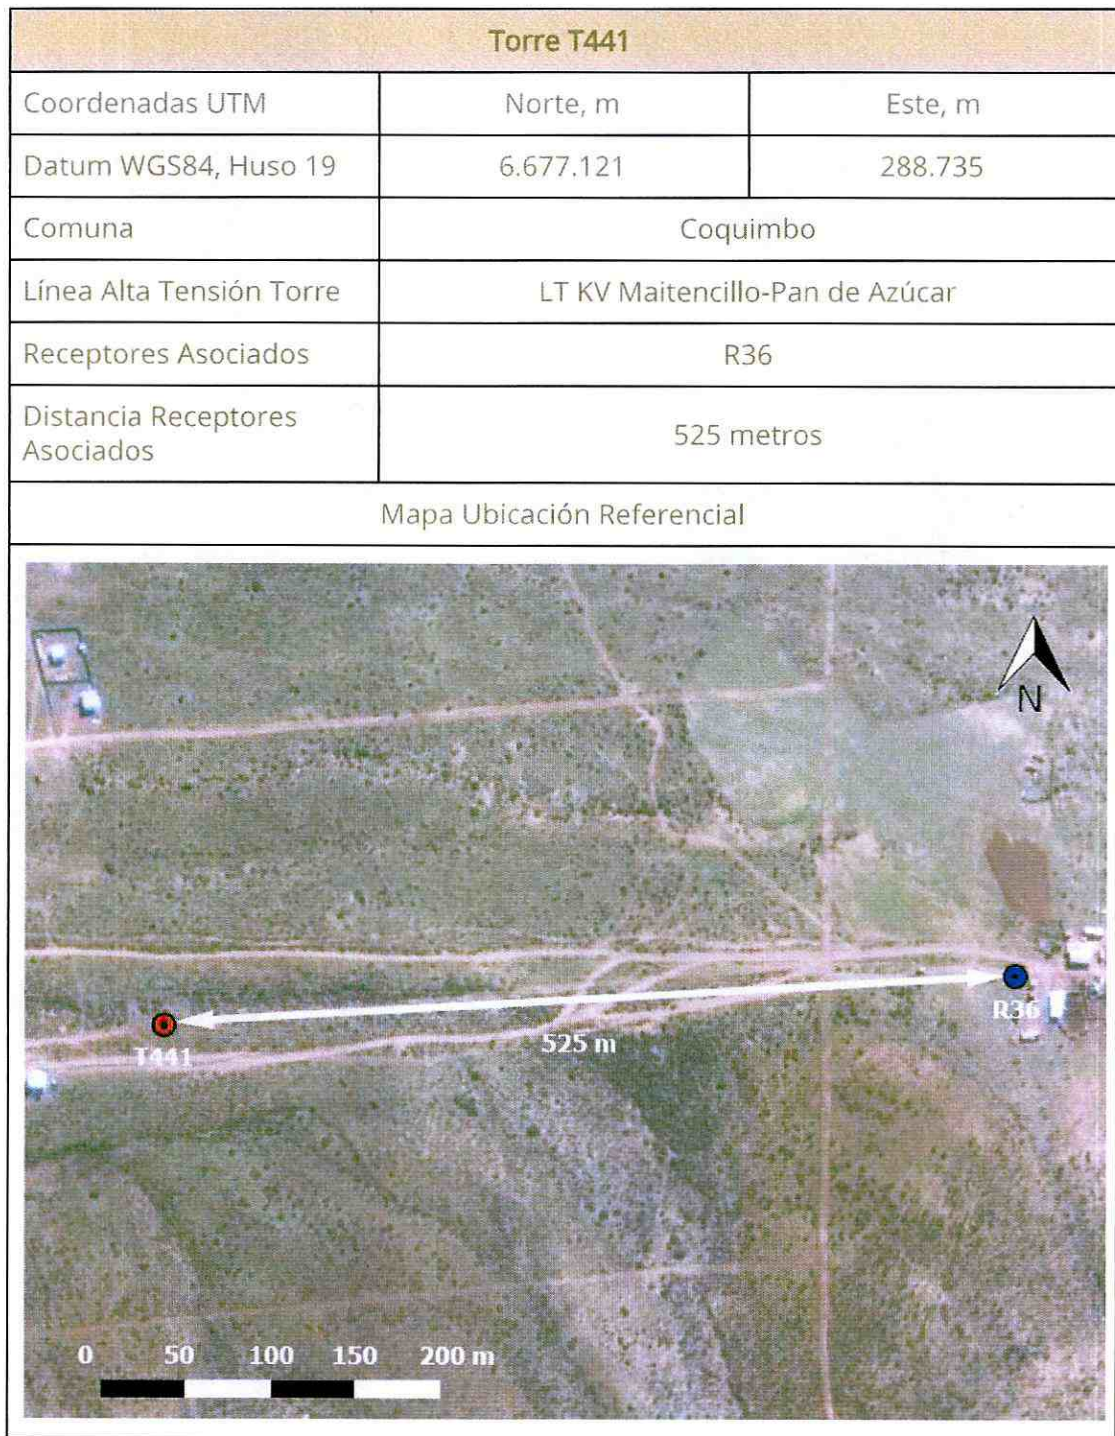 Torre T441
Coordenadas UTM Norte, m Este, m
Datum WGS84, Huso 19 6.677.121 288.735
Comuna Coquimbo
Línea Alta Tensión Torre LT KV Maitencillo-Pan de Azúcar
Receptores Asociados R36
Distancia Receptores
Asociados
525 metros
Mapa Ubicación Referencial
N
R36
T441
525 m
0 50 100 150 200 m